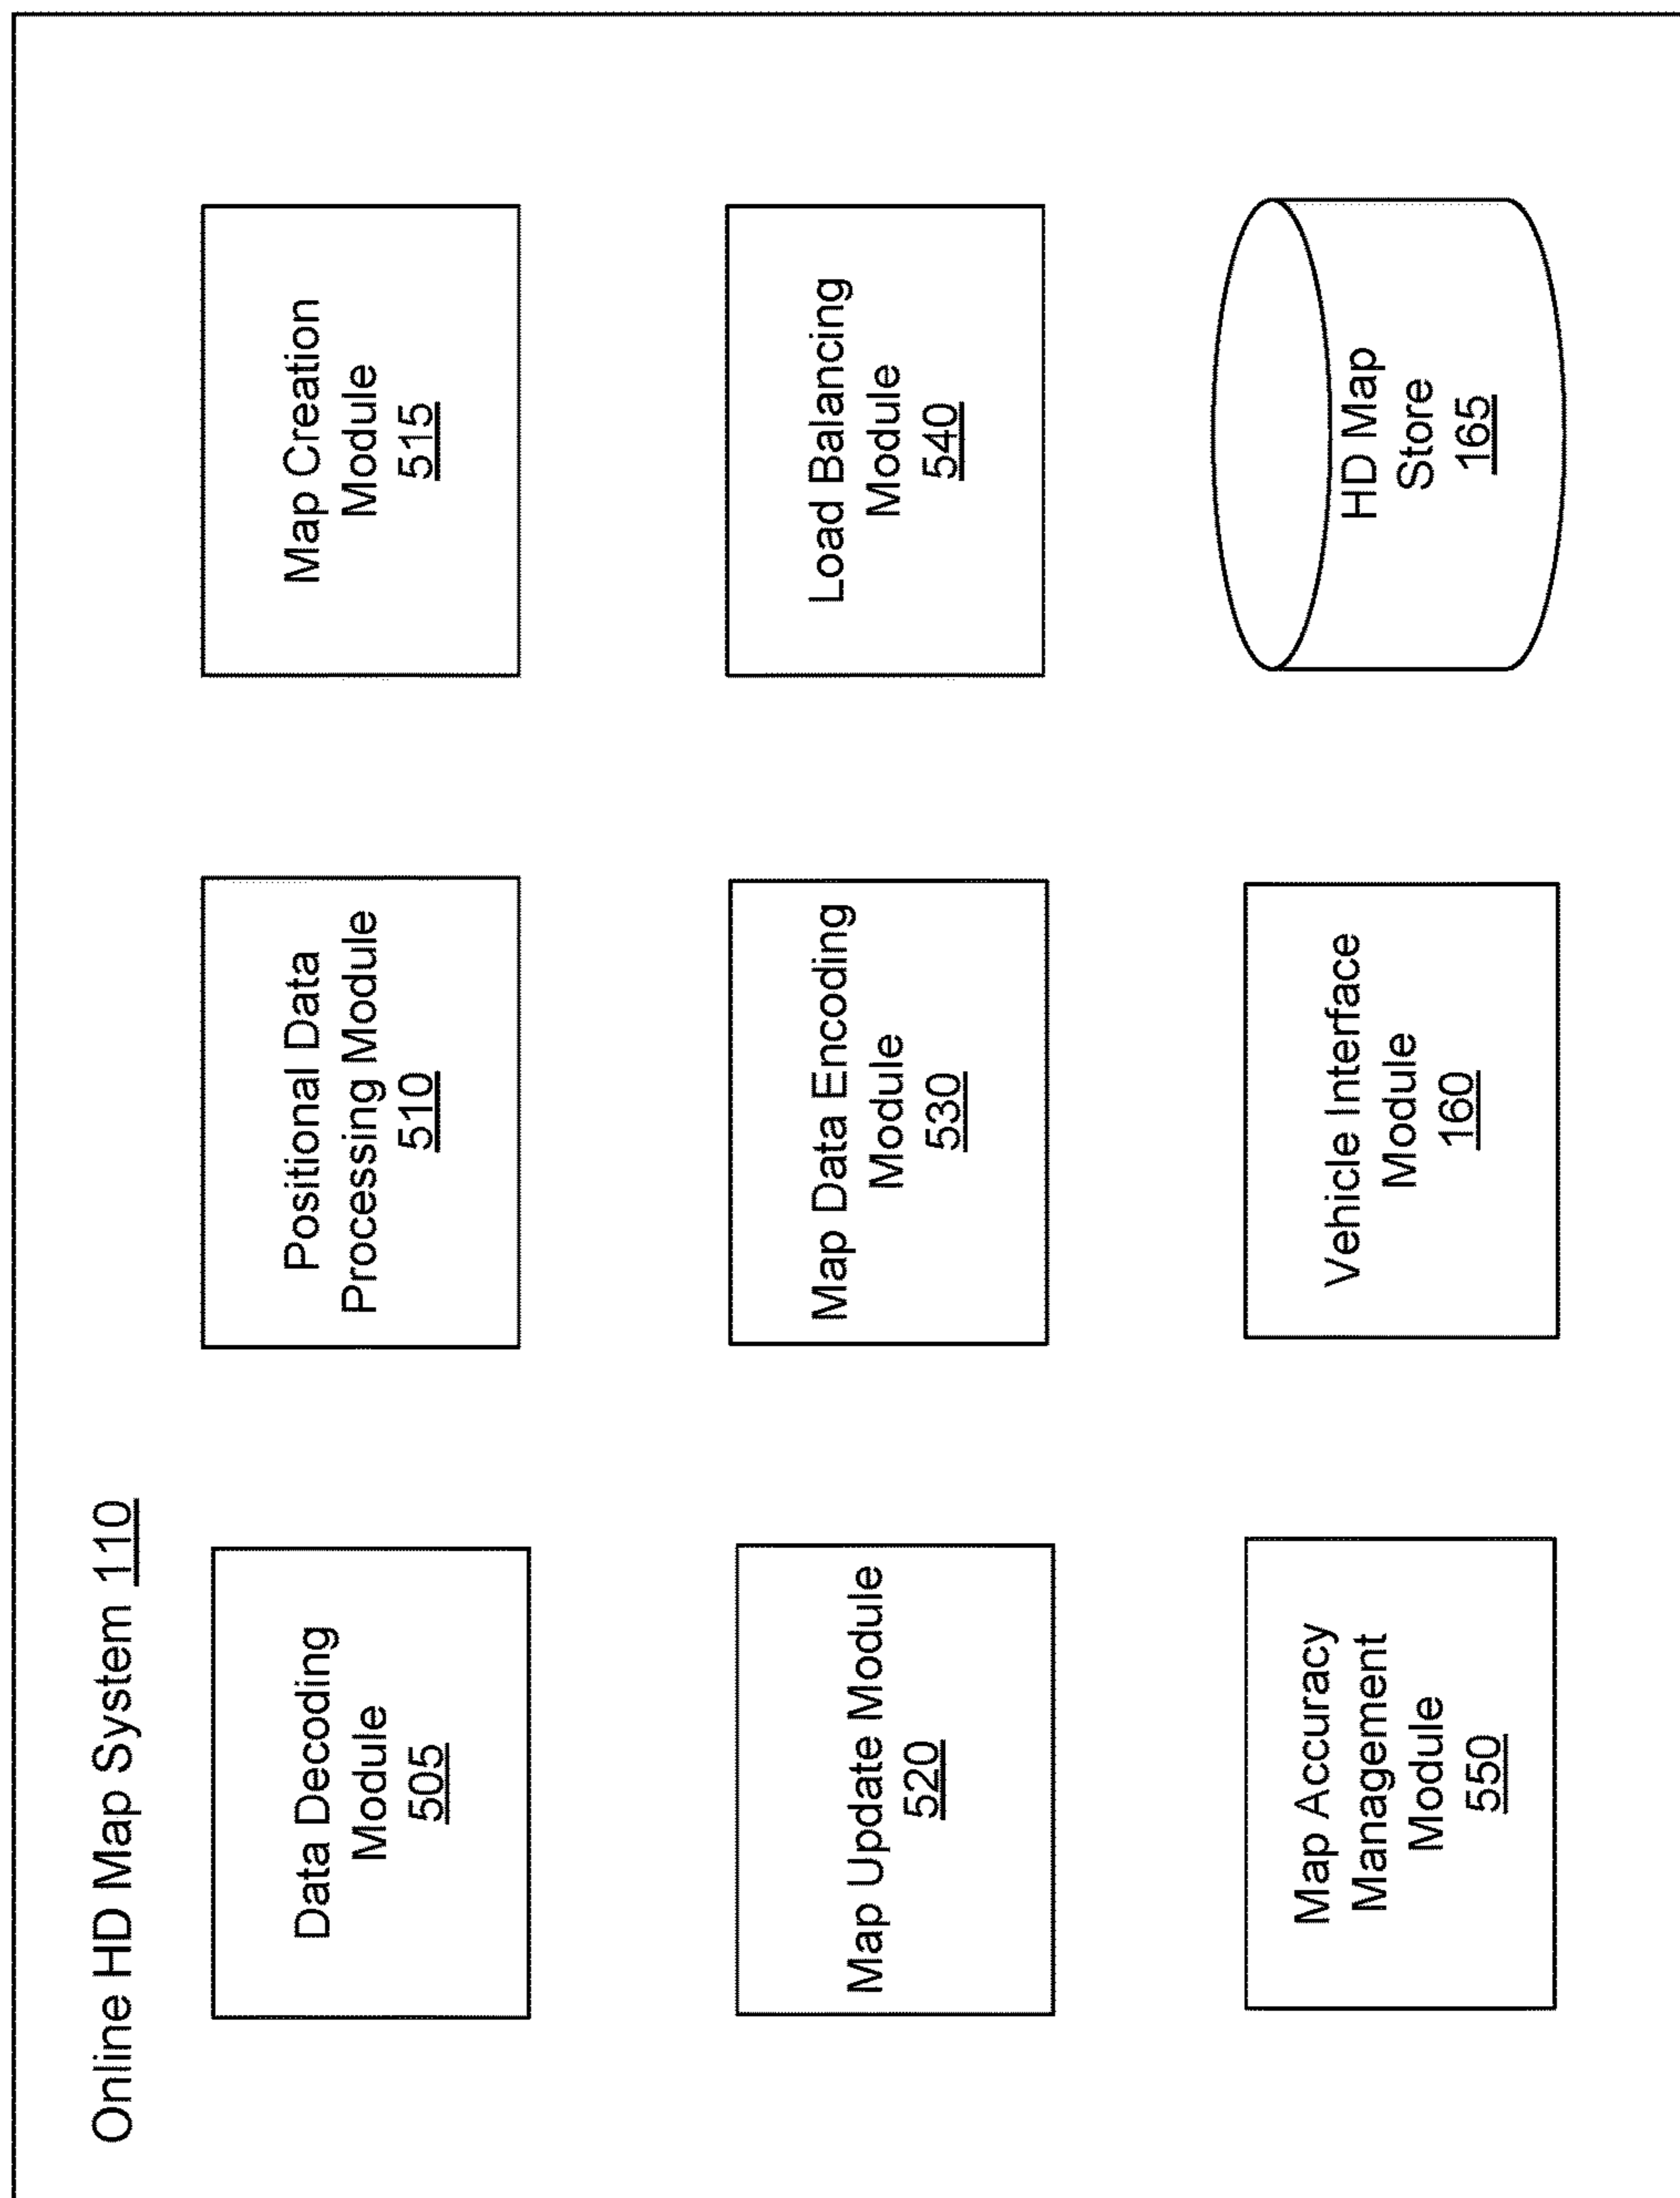 Online HD Map System 110
Data Decoding
Module
505
Positional Data
Processing Module
510
Map Creation
Module
515
Map Update Module
520
Map Data Encoding
Module
530
Load Balancing
Module
540
Map Accuracy
Management
Module
550
Vehicle Interface
Module
160
HD Map
Store
165